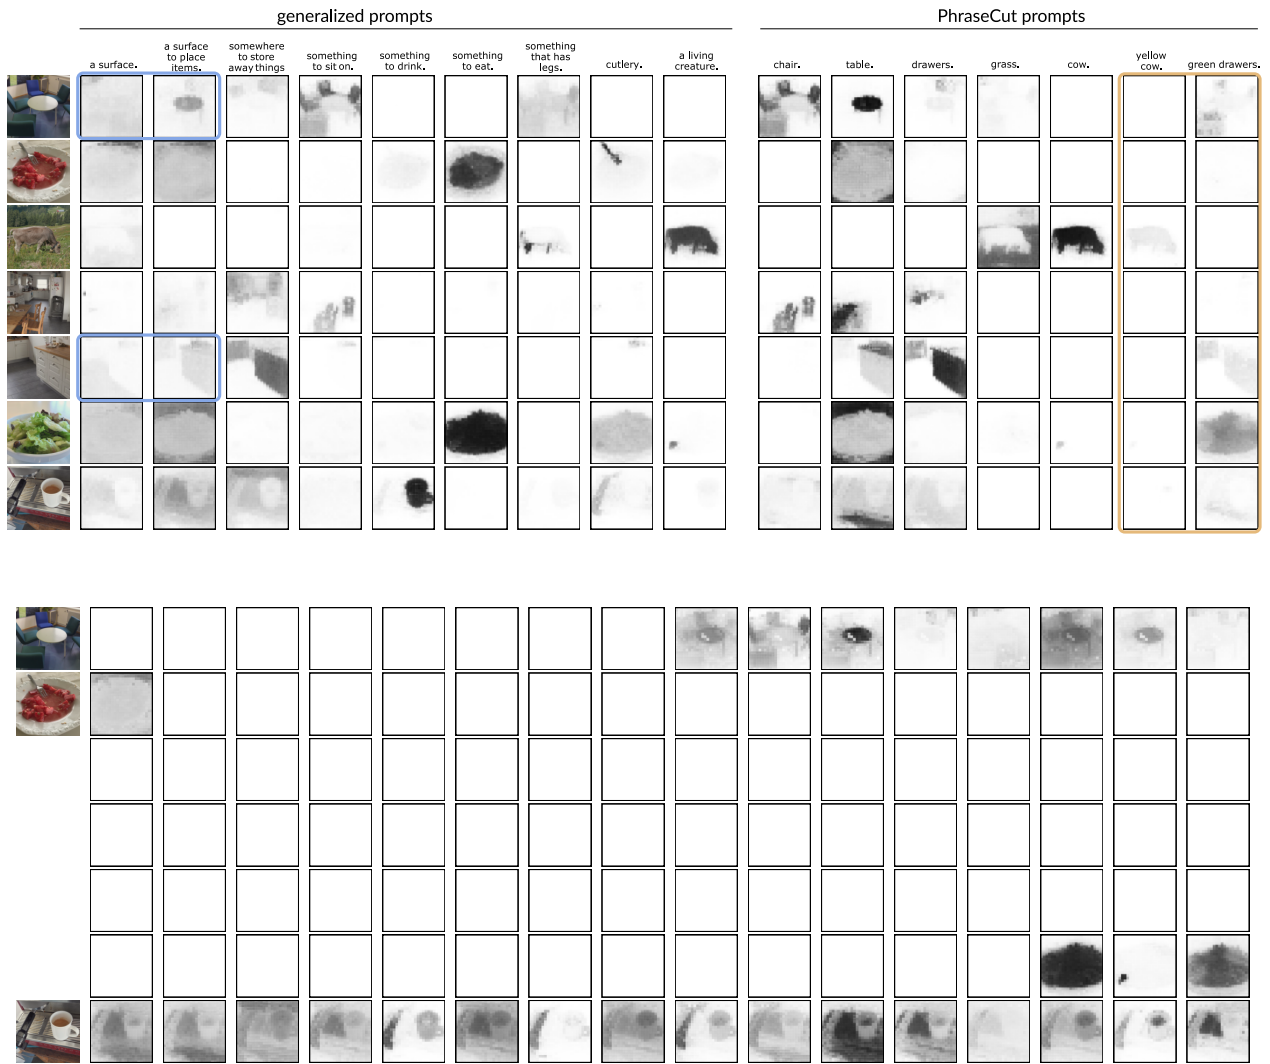 generalized prompts
PhraseCut prompts
a surface.
a surface
to place
items.
somewhere
to store
away things
something
to sit on.
something
to drink.
something
to eat.
something
that has
legs.
cutlery.
a living
creature.
chair.
table.
drawers.
grass.
cow.
yellow
cow.
green drawers.